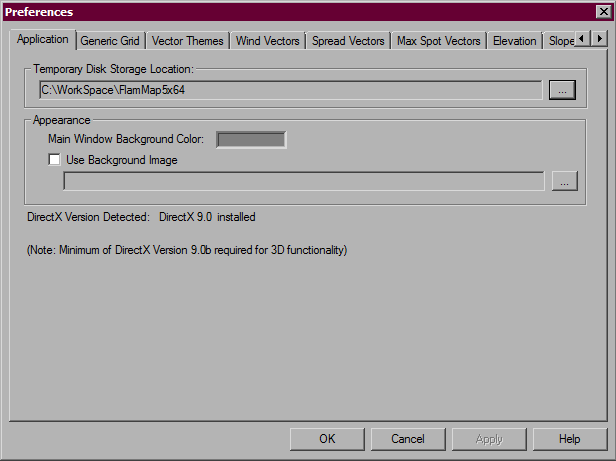 Preferences
Application Generic Grid Vector Themes Wind Vectors Spread Vectors Max Spot Vectors Elevation Slope
Temporary Disk Storage Location:
C:\WorkSpace\FlamMap5x64 ...
Appearance
Main Window Background Color:
Use Background Image
...
DirectX Version Detected: DirectX 9.0 installed
(Note: Minimum of DirectX Version 9.0b required for 3D functionality)
OK Cancel Apply Help